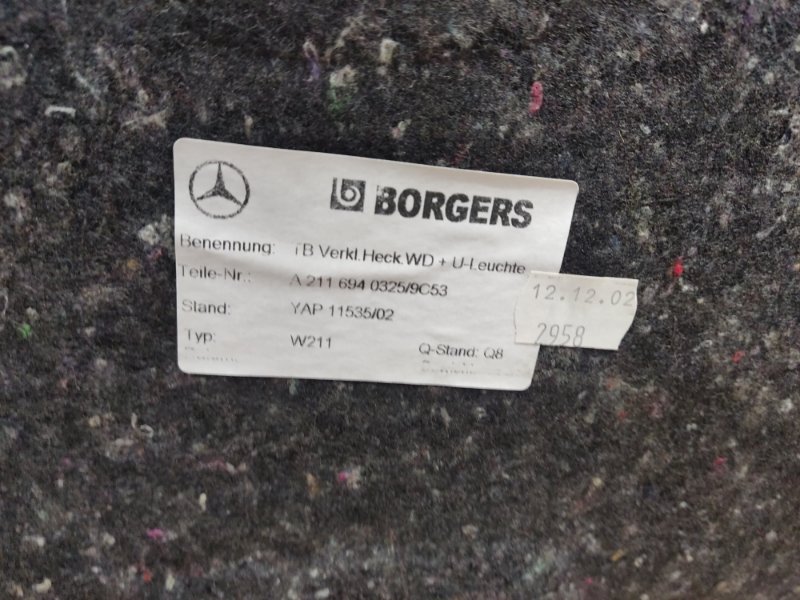 BORGERS
Benennung: TB Verkl.Heck.WD + U-Leuchte
Teile-Nr.: A 211 694 0325/9C53
Stand: YAP 11535/02
Typ: W211
Q-Stand: Q8
12.12.02
2958